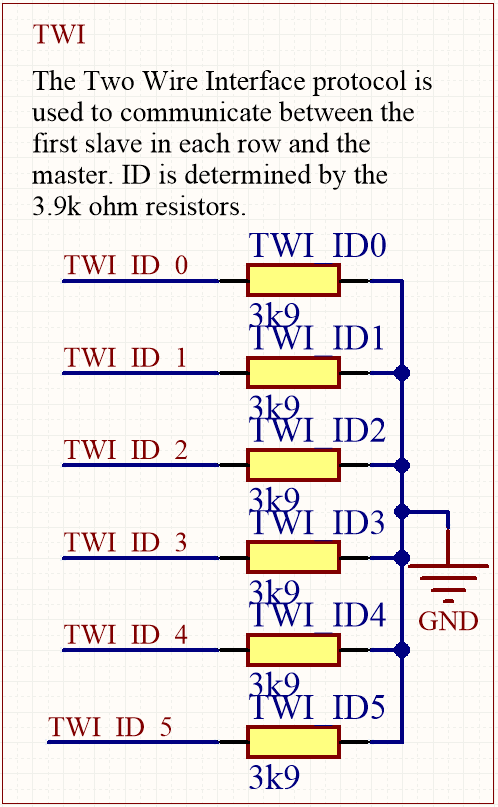 TWI
The Two Wire Interface protocol is
used to communicate between the
first slave in each row and the
master. ID is determined by the
3.9k ohm resistors.
TWI_ID0
TWI_ID_0
3k9
TWI_ID1
TWI_ID_1
3k9
TWI_ID2
TWI_ID_2
3k9
TWI_ID3
TWI_ID_3
3k9
TWI_ID4
GND
TWI_ID_4
3k9
TWI_ID5
TWI_ID_5
3k9